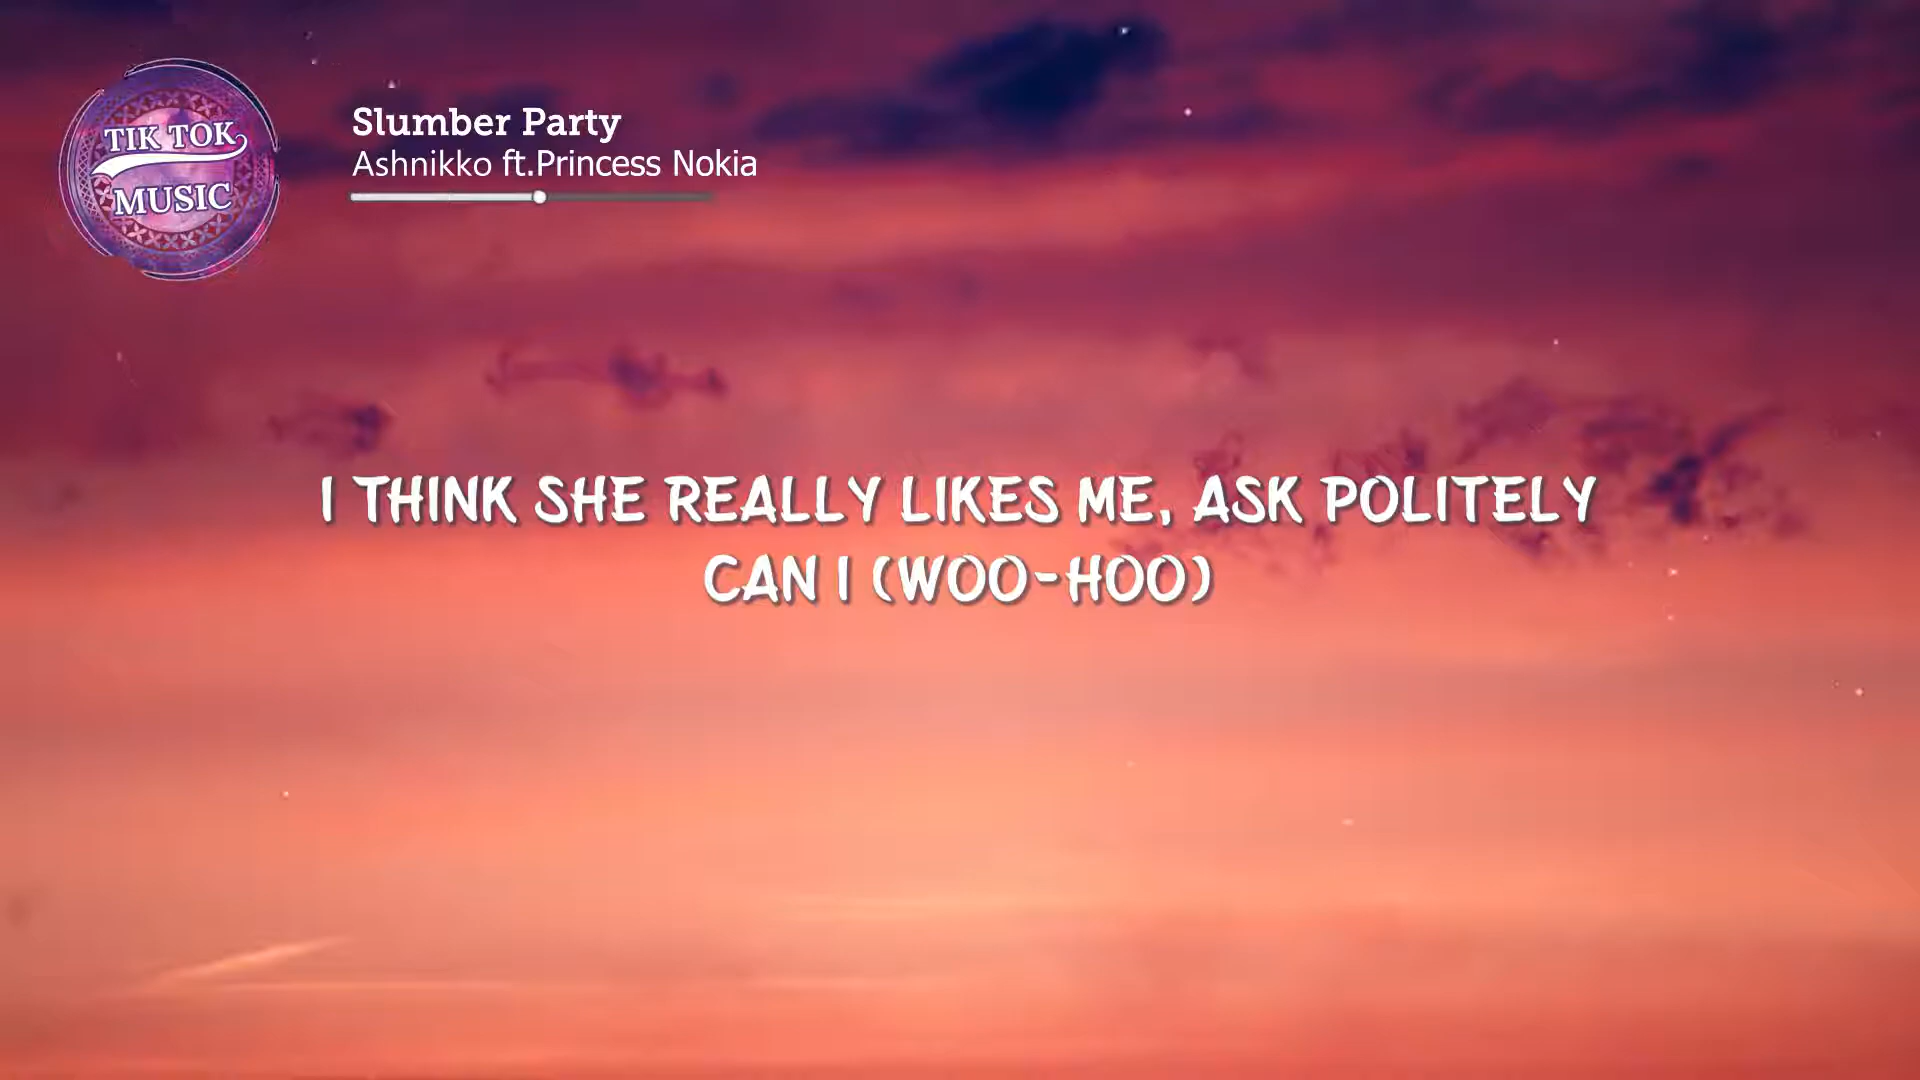 TIK TOK
MUSIC
Slumber Party
Ashnikko ft.Princess Nokia
I THINK SHE REALLY LIKES ME, ASK POLITELY
CAN I (WOO-HOO)